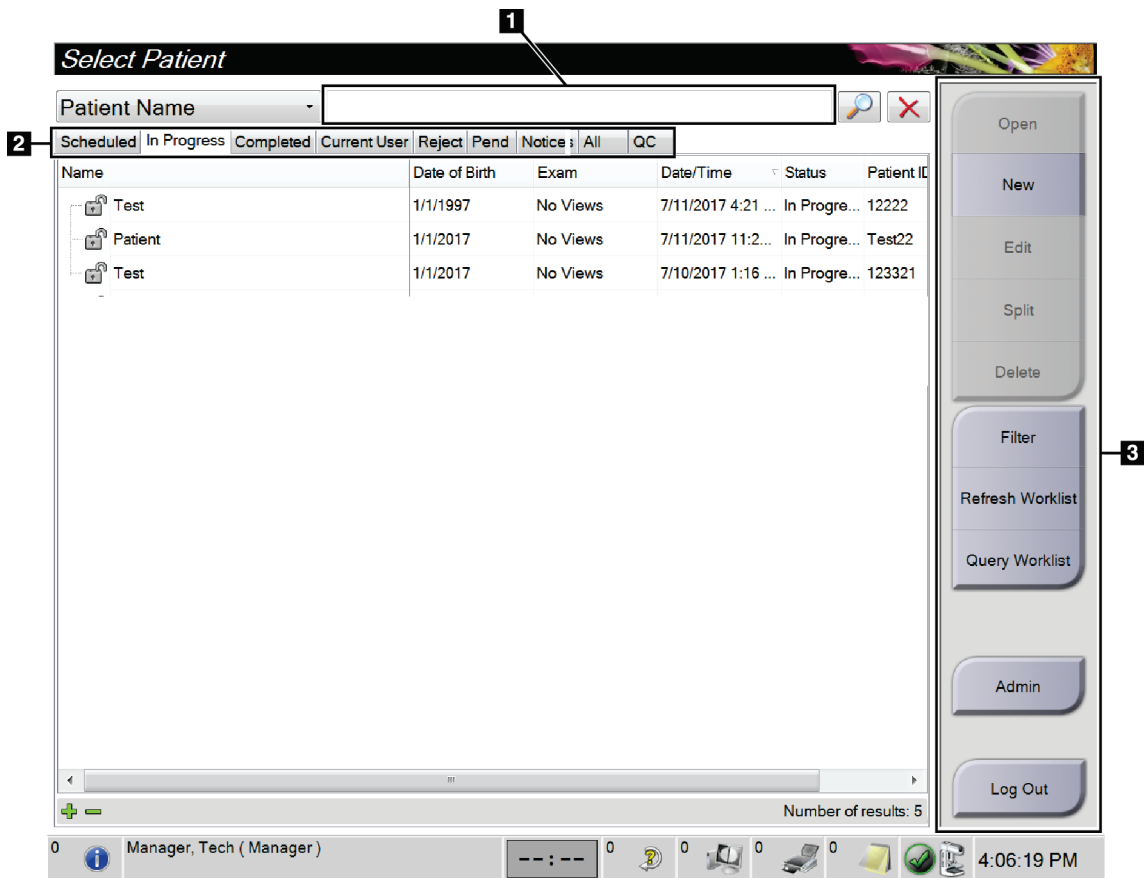 1
Select Patient
Patient Name
2
Scheduled In Progress Completed Current User Reject Pend Notices All QC
Name Date of Birth Exam Date/Time Status Patient ID
Test 1/1/1997 No Views 7/11/2017 4:21 ... In Progre... 12222
Patient 1/1/2017 No Views 7/11/2017 11:2... In Progre... Test22
Test 1/1/2017 No Views 7/10/2017 1:16 ... In Progre... 123321
Number of results: 5
Open
New
Edit
Split
Delete
Filter
Refresh Worklist
Query Worklist
Admin
Log Out
3
0 Manager, Tech ( Manager ) --:-- 0 0 0 0 4:06:19 PM